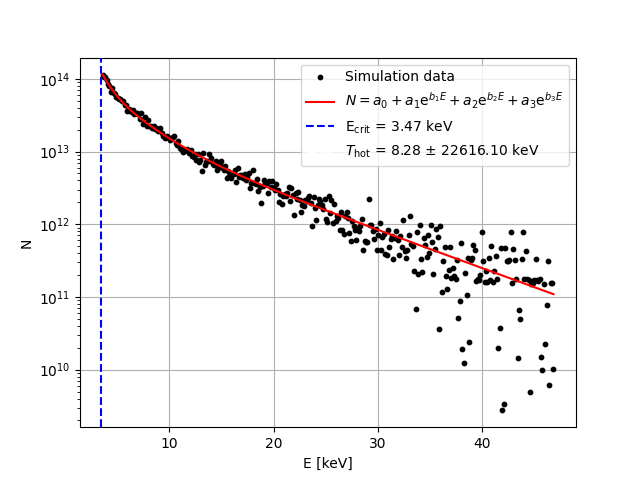 Simulation data
N = a₀ + a₁e^{b₁E} + a₂e^{b₂E} + a₃e^{b₃E}
E_crit = 3.47 keV
T_hot = 8.28 ± 22616.10 keV
10¹⁴
10¹³
10¹²
10¹¹
10¹⁰
N
10 20 30 40
E [keV]